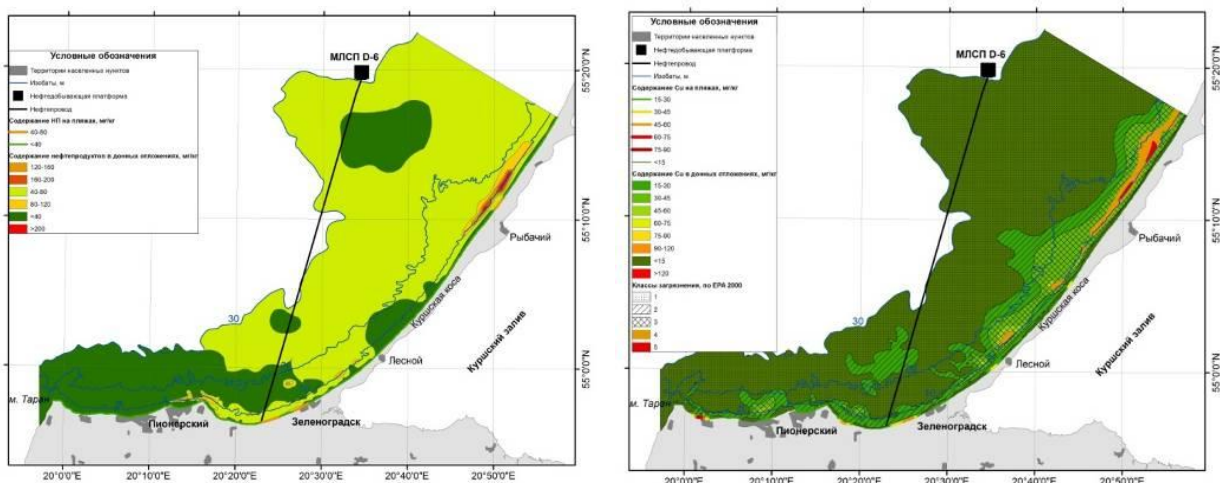 Условные обозначения
Территории населенных пунктов
Изобаты, м
Нефтедобывающая платформа
Нефтепровод
Содержание НП на пляжах, мг/кг
40-80
<40
Содержание нефтепродуктов в донных отложениях, мг/кг
120-160
160-200
40-80
80-120
<40
>200
МЛСП D-6
30
Рыбачий
Куршская коса
Куршский залив
Лесной
м. Таран
Пионерский
Зеленоградск
55°20'0"N
55°10'0"N
55°0'0"N
20°0'0"E
20°10'0"E
20°20'0"E
20°30'0"E
20°40'0"E
20°50'0"E
Условные обозначения
Территории населенных пунктов
Нефтедобывающая платформа
Нефтепровод
Изобаты, м
Содержание Cu на пляжах, мг/кг
15-30
30-45
45-60
60-75
75-90
<15
Содержание Cu в донных отложениях, мг/кг
15-30
30-45
45-60
60-75
75-90
90-120
<15
>120
Классы загрязнения, по EPA 2000
1
2
3
4
5
МЛСП D-6
30
Рыбачий
Куршская коса
Куршский залив
Лесной
м. Таран
Пионерский
Зеленоградск
55°20'0"N
55°10'0"N
55°0'0"N
20°0'0"E
20°10'0"E
20°20'0"E
20°30'0"E
20°40'0"E
20°50'0"E